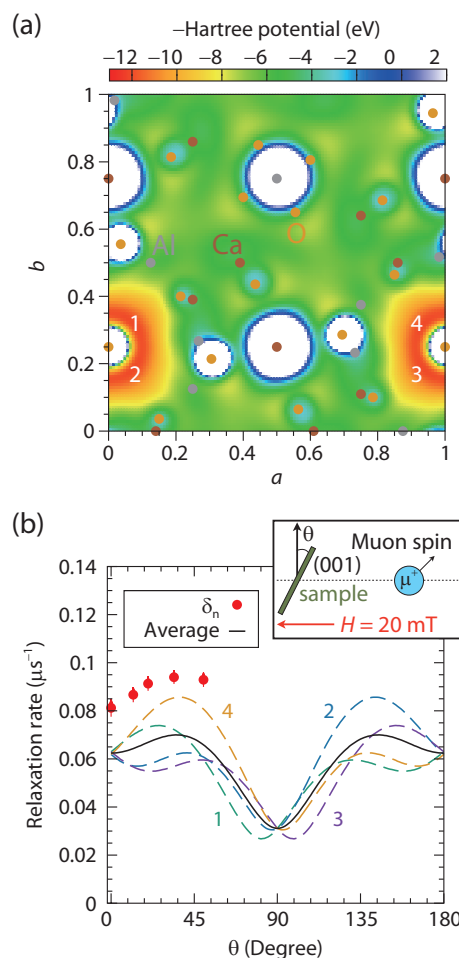 (a)
−Hartree potential (eV)
−12 −10 −8 −6 −4 −2 0 2
1
0.8
0.6
0.4
0.2
0
b
Al
Ca
O
1
2
4
3
0 0.2 0.4 0.6 0.8 1
a
(b)
θ
(001)
sample
Muon spin
μ+
H = 20 mT
δn
Average
0.14
0.12
0.1
0.08
0.06
0.04
0.02
0
Relaxation rate (μs−1)
4
2
1
3
0 45 90 135 180
θ (Degree)